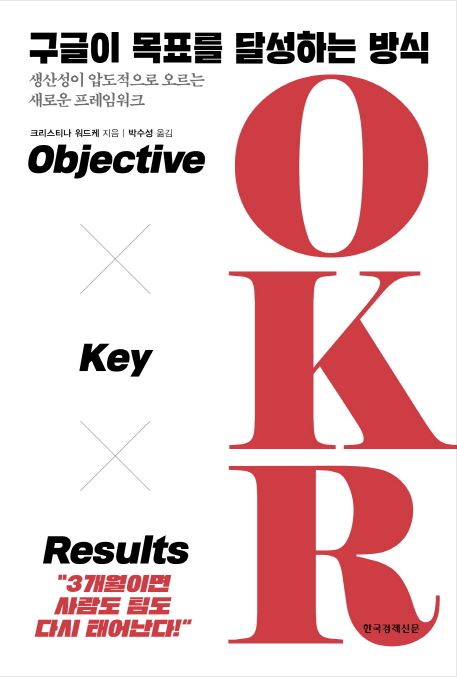 구글이 목표를 달성하는 방식
생산성이 압도적으로 오르는
새로운 프레임워크
크리스티나 워드케 지음 | 박수성 옮김
Objective
Key
Results
OKR
"3개월이면
사람도 팀도
다시 태어난다!"
한국경제신문